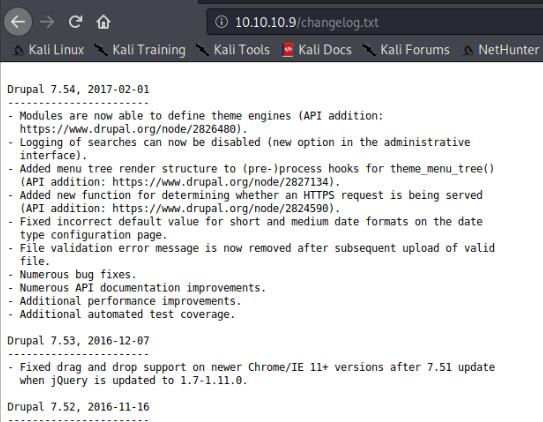 10.10.10.9/changelog.txt
Kali Linux Kali Training Kali Tools Kali Docs Kali Forums NetHunter
Drupal 7.54, 2017-02-01
-----------------------
- Modules are now able to define theme engines (API addition:
https://www.drupal.org/node/2826480).
- Logging of searches can now be disabled (new option in the administrative
interface).
- Added menu tree render structure to (pre-)process hooks for theme_menu_tree()
(API addition: https://www.drupal.org/node/2827134).
- Added new function for determining whether an HTTPS request is being served
(API addition: https://www.drupal.org/node/2824590).
- Fixed incorrect default value for short and medium date formats on the date
type configuration page.
- File validation error message is now removed after subsequent upload of valid
file.
- Numerous bug fixes.
- Numerous API documentation improvements.
- Additional performance improvements.
- Additional automated test coverage.
Drupal 7.53, 2016-12-07
-----------------------
- Fixed drag and drop support on newer Chrome/IE 11+ versions after 7.51 update
when jQuery is updated to 1.7-1.11.0.
Drupal 7.52, 2016-11-16
-----------------------